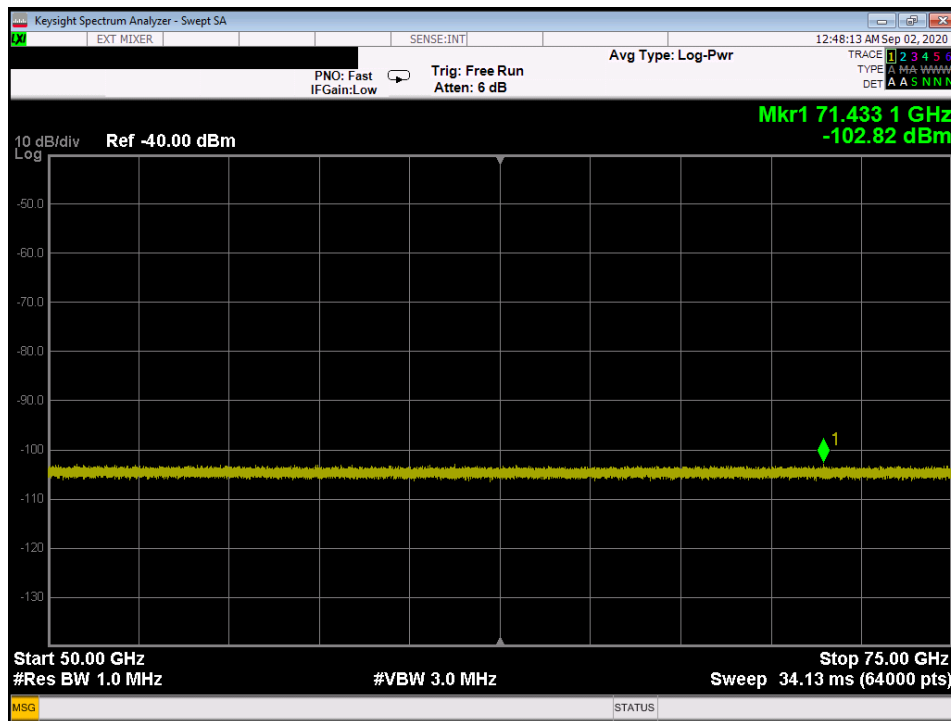 Keysight Spectrum Analyzer - Swept SA
LXI EXT MIXER SENSE:INT 12:48:13 AM Sep 02, 2020
Avg Type: Log-Pwr TRACE 1 2 3 4 5 6
PNO: Fast Trig: Free Run TYPE A MA WWWW
IFGain:Low Atten: 6 dB DET A A S N N N
Mkr1 71.433 1 GHz
10 dB/div Ref -40.00 dBm -102.82 dBm
Log
-50.0
-60.0
-70.0
-80.0
-90.0
1
-100
-110
-120
-130
Start 50.00 GHz Stop 75.00 GHz
#Res BW 1.0 MHz #VBW 3.0 MHz Sweep 34.13 ms (64000 pts)
MSG STATUS